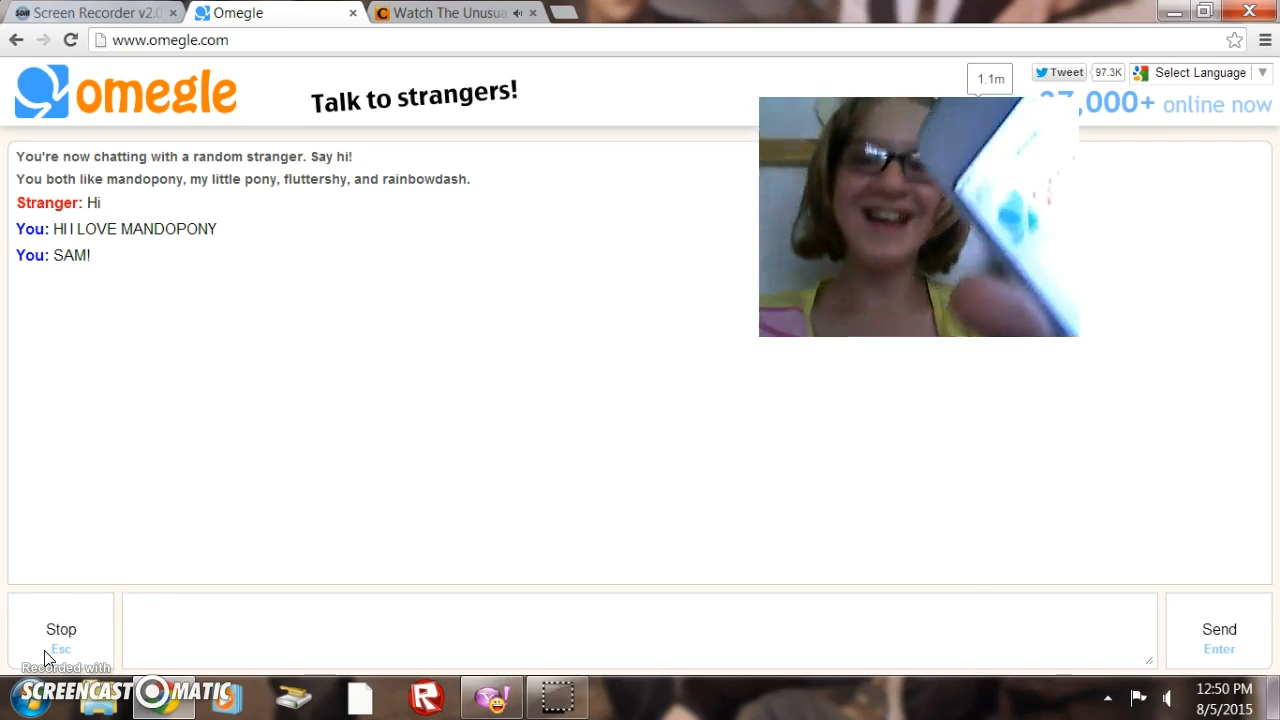 Screen Recorder v2.0
Omegle
Watch The Unusua
www.omegle.com
omegle
Talk to strangers!
1.1m
Tweet
97.3K
Select Language
,000+ online now
You're now chatting with a random stranger. Say hi!
You both like mandopony, my little pony, fluttershy, and rainbowdash.
Stranger: Hi
You: HI I LOVE MANDOPONY
You: SAM!
Stop
Esc
Send
Enter
Recorded with
SCREENCAST MATIC
12:50 PM
8/5/2015